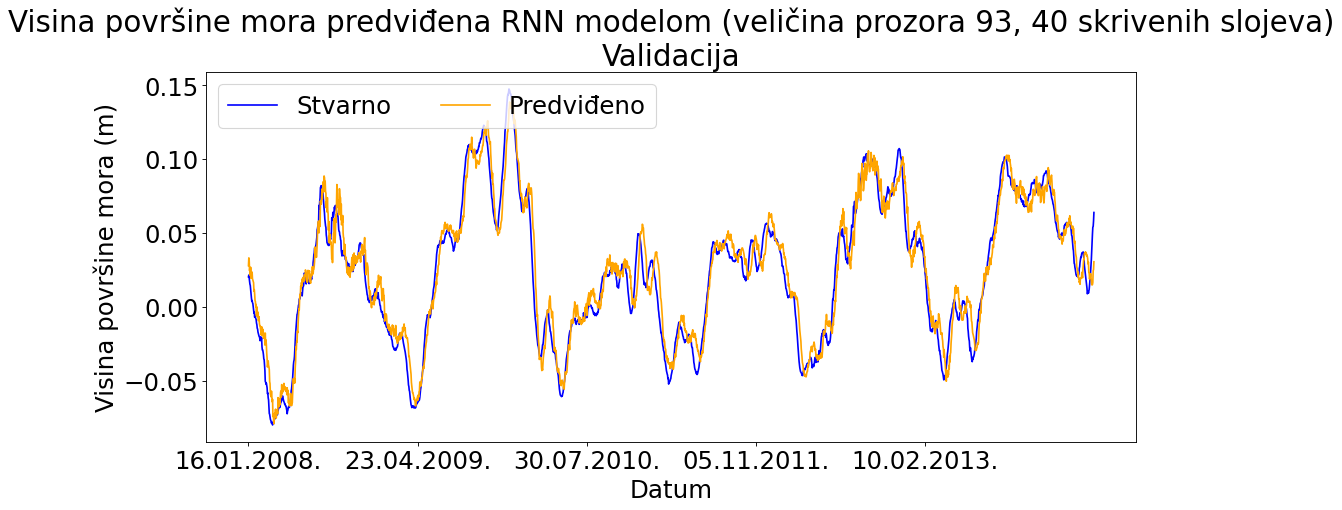 Visina površine mora predviđena RNN modelom (veličina prozora 93, 40 skrivenih slojeva)
Validacija
Stvarno Predviđeno
Visina površine mora (m)
0.15
0.10
0.05
0.00
−0.05
16.01.2008. 23.04.2009. 30.07.2010. 05.11.2011. 10.02.2013.
Datum